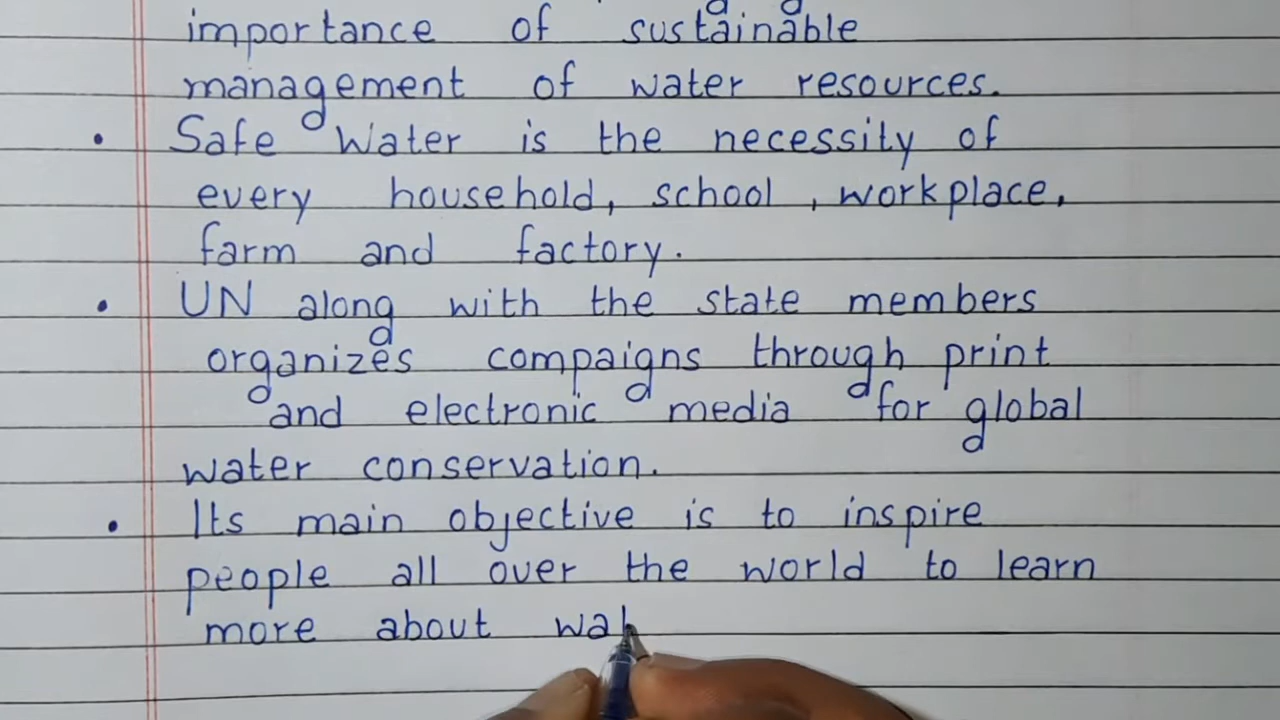 importance of sustainable
management of water resources.
• Safe Water is the necessity of
every household, school, workplace,
farm and factory.
• UN along with the state members
organizes compaigns through print
and electronic media for global
water conservation.
• Its main objective is to inspire
people all over the world to learn
more about